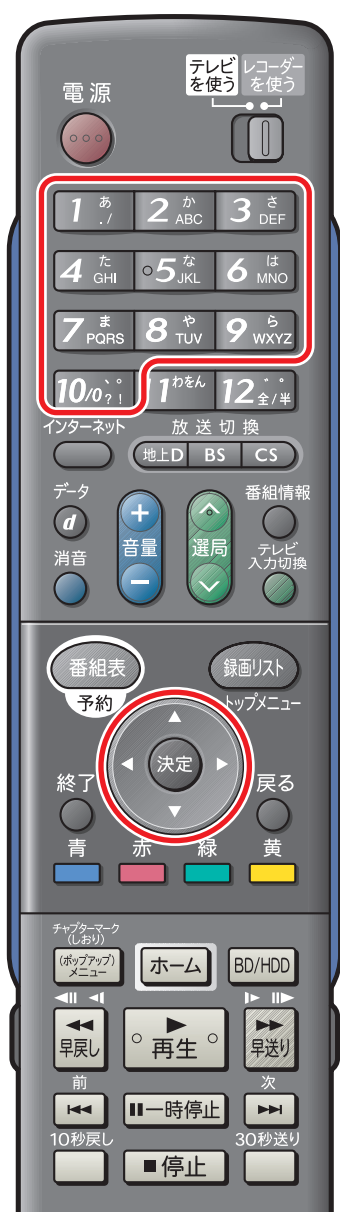 電源
テレビを使う
レコーダーを使う
1 あ ./
2 か ABC
3 さ DEF
4 た GHI
5 な JKL
6 は MNO
7 ま PQRS
8 や TUV
9 ら WXYZ
10/0 ゛゜ ?!
11 わをん
12 ゛゜ 全/半
インターネット
放送切換
地上D BS CS
データ
d
番組情報
+
音量
−
選局
消音
テレビ入力切換
番組表
予約
録画リスト
トップメニュー
決定
終了
戻る
青 赤 緑 黄
チャプターマーク
(しおり)
(ポップアップ)
メニュー
ホーム
BD/HDD
早戻し
再生
早送り
前
次
一時停止
10秒戻し
30秒送り
停止